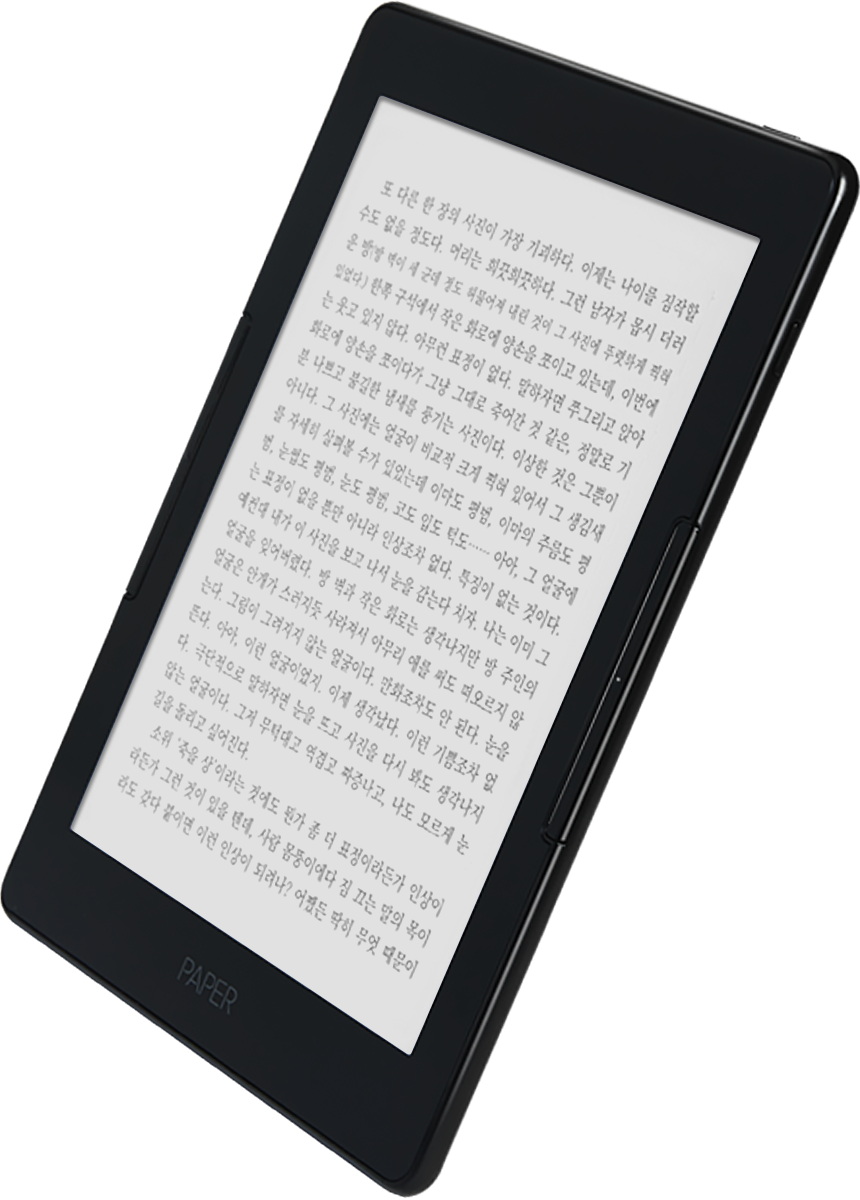 또 다른 한 장의 사진이 가장 기괴하다. 이제는 나이를 짐작할
수도 없을 정도다. 머리는 희끗희끗하다. 그런 남자가 몹시 더러
운 방(방 벽이 세 군데 정도 허물어져 내린 것이 그 사진에 뚜렷하게 찍혀
있었다) 한쪽 구석에서 작은 화로에 양손을 쪼이고 있는데, 이번에
는 웃고 있지 않다. 아무런 표정이 없다. 말하자면 쭈그리고 앉아
화로에 양손을 쪼이다가 그냥 그대로 죽어간 것 같은, 정말로 기
분 나쁘고 불길한 냄새를 풍기는 사진이다. 이상한 것은 그뿐이
아니다. 그 사진에는 얼굴이 비교적 크게 찍혀 있어서 그 생김새
를 자세히 살펴볼 수가 있었는데 이마도 평범, 이마의 주름도 평
범, 눈썹도 평범, 눈도 평범, 코도 입도 턱도…… 아아, 그 얼굴에
는 표정이 없을 뿐만 아니라 인상조차 없다. 특징이 없는 것이다.
예컨대 내가 이 사진을 보고 나서 눈을 감는다 치자. 나는 이미 그
얼굴을 잊어버렸다. 방 벽과 작은 화로는 생각나지만 방 주인의
얼굴은 안개가 스러지듯 사라져서 아무리 애를 써도 떠오르지 않
는다. 그림이 그려지지 않는 얼굴이다. 만화조차도 안 된다. 눈을
뜬다. 아아, 이런 얼굴이었지. 이제 생각났다. 이런 기쁨조차 없
다. 극단적으로 말하자면 눈을 뜨고 사진을 다시 봐도 생각나지
않는 얼굴이다. 그저 무턱대고 역겹고 짜증나고, 나도 모르게 눈
길을 돌리고 싶어진다.
소위 '죽을 상'이라는 것에도 뭔가 좀 더 표정이라든가 인상이
라든가 그런 것이 있을 텐데, 사람 몸뚱이에다 짐 끄는 말의 목이
라도 갖다 붙이면 이런 인상이 되려나? 어쨌든 딱히 무엇 때문이
PAPER